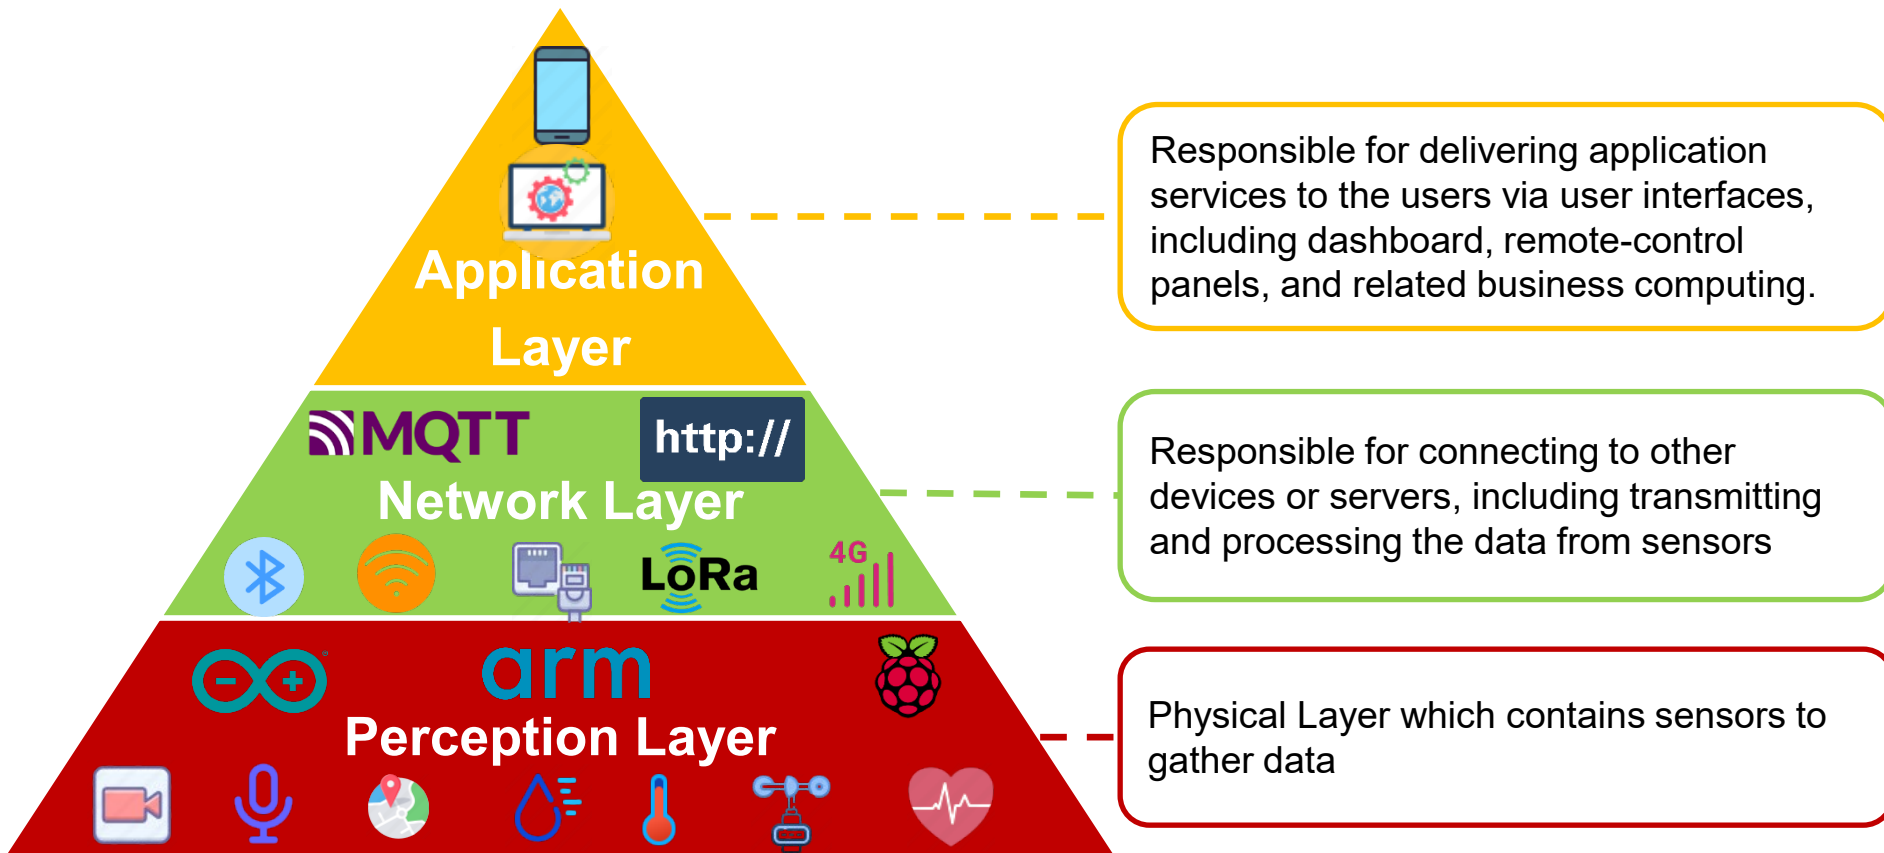 Application
Layer
Responsible for delivering application
services to the users via user interfaces,
including dashboard, remote-control
panels, and related business computing.
MQTT
http://
Network Layer
LoRa
4G
Responsible for connecting to other
devices or servers, including transmitting
and processing the data from sensors
arm
Perception Layer
Physical Layer which contains sensors to
gather data